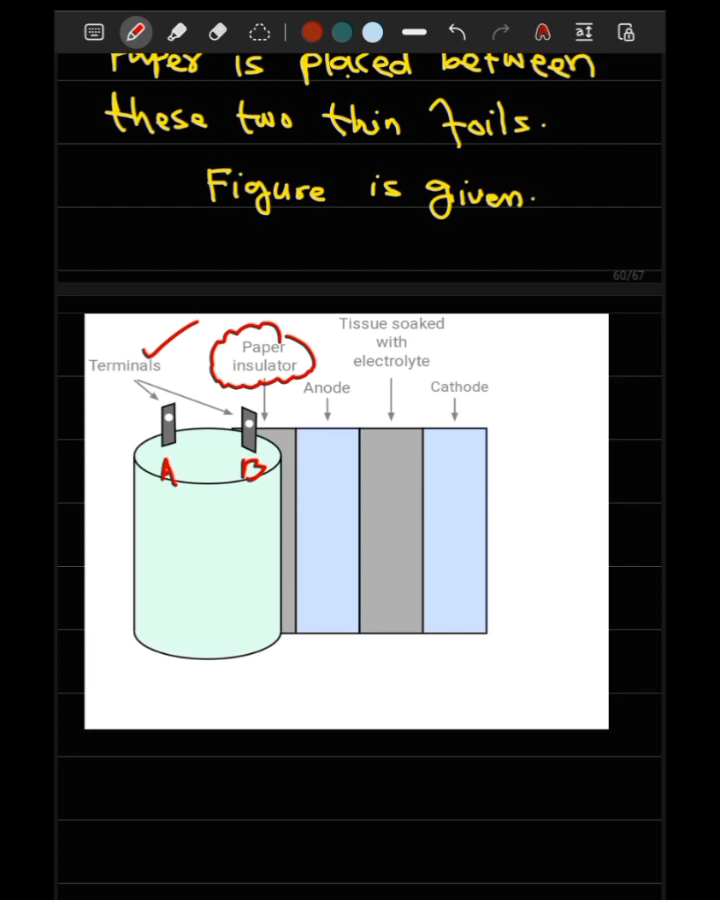 Paper is placed between
these two thin foils.
Figure is given.
60/67
Tissue soaked
with
electrolyte
Paper
insulator
Terminals
Anode
Cathode
A
B